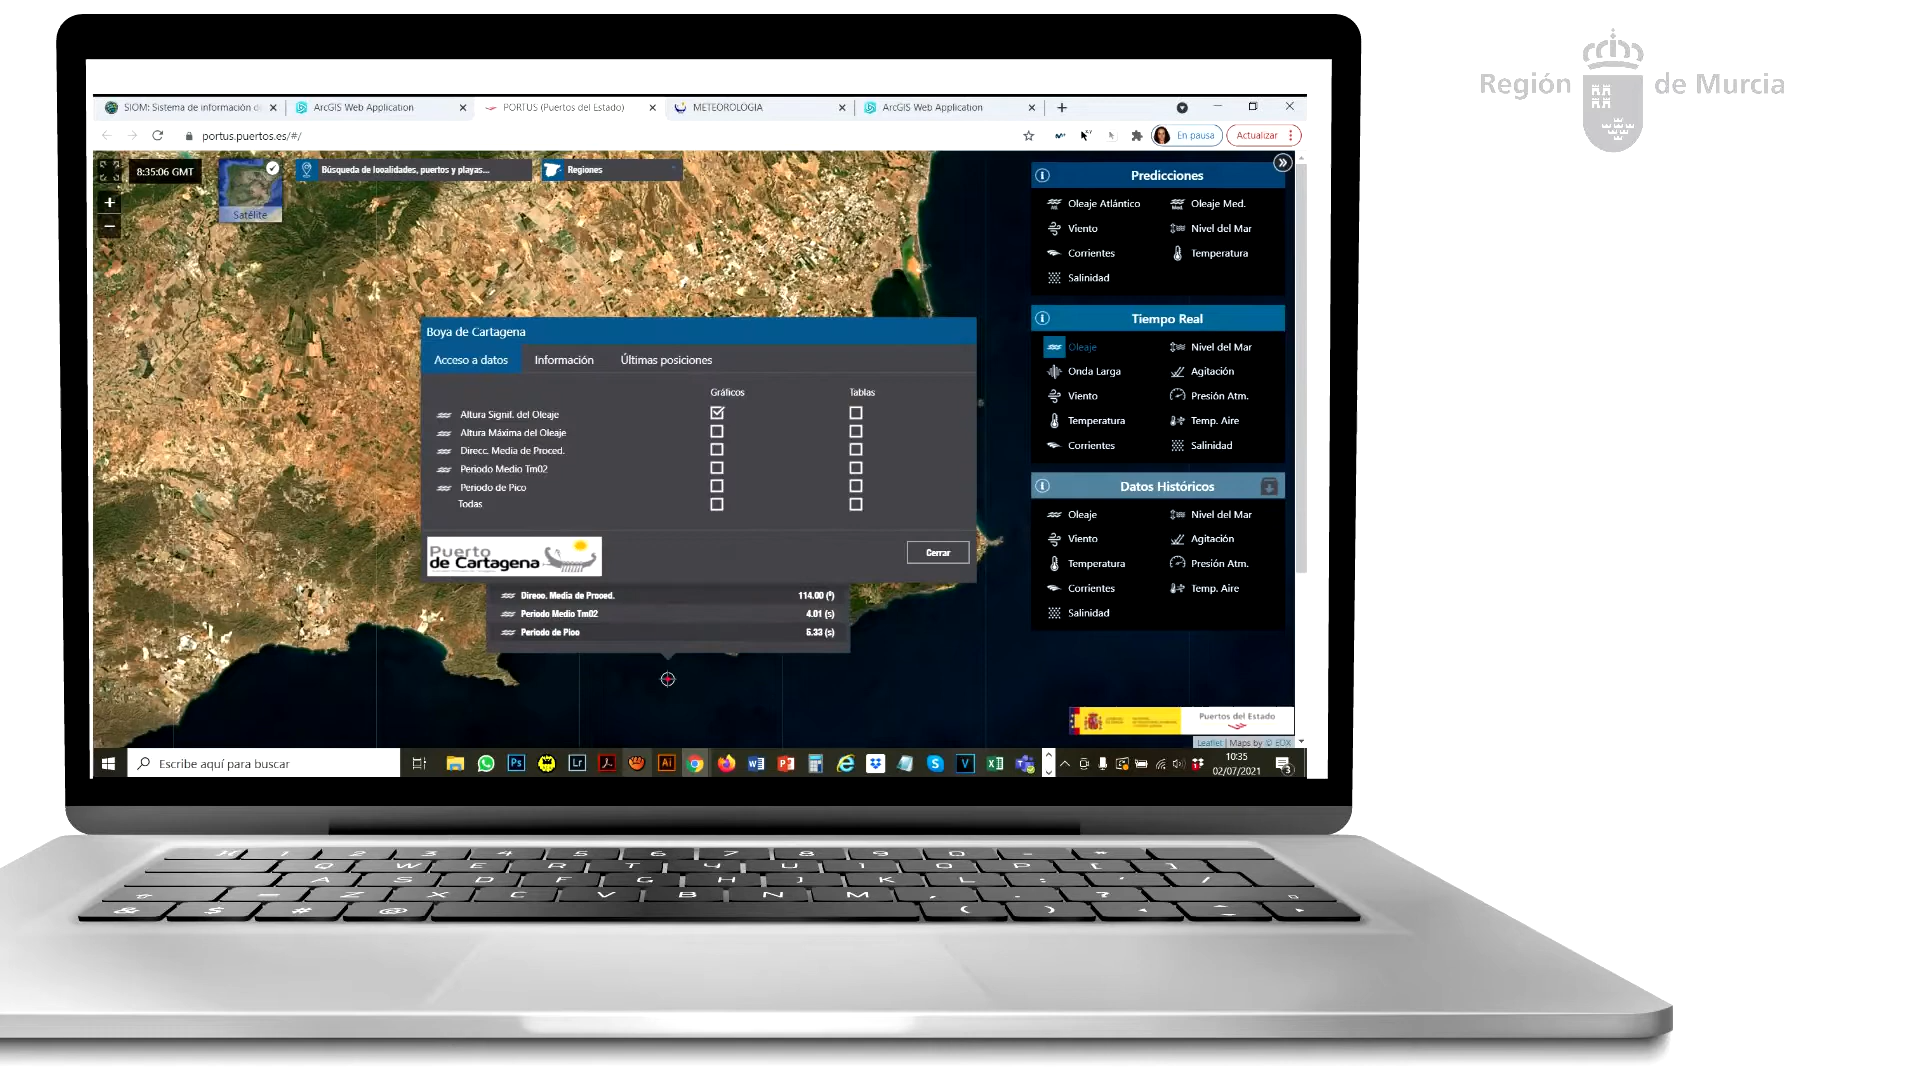 Región de Murcia
SIOM: Sistema de información d
ArcGIS Web Application
PORTUS (Puertos del Estado)
METEOROLOGIA
ArcGIS Web Application
portus.puertos.es/#/
En pausa
Actualizar
8:35:06 GMT
Satélite
Búsqueda de localidades, puertos y playas...
Regiones
Predicciones
Oleaje Atlántico
Oleaje Med.
Viento
Nivel del Mar
Corrientes
Temperatura
Salinidad
Tiempo Real
Oleaje
Nivel del Mar
Onda Larga
Agitación
Viento
Presión Atm.
Temperatura
Temp. Aire
Corrientes
Salinidad
Datos Históricos
Oleaje
Nivel del Mar
Viento
Agitación
Temperatura
Presión Atm.
Corrientes
Temp. Aire
Salinidad
Boya de Cartagena
Acceso a datos
Información
Últimas posiciones
Gráficos
Tablas
Altura Signif. del Oleaje
Altura Máxima del Oleaje
Direcc. Media de Proced.
Periodo Medio Tm02
Periodo de Pico
Todas
Puerto
de Cartagena
Cerrar
Direcc. Media de Proced. 114.00 (º)
Periodo Medio Tm02 4.01 (s)
Periodo de Pico 5.33 (s)
Puertos del Estado
Leaflet | Maps by © EOX
Escribe aquí para buscar
10:35
02/07/2021
3